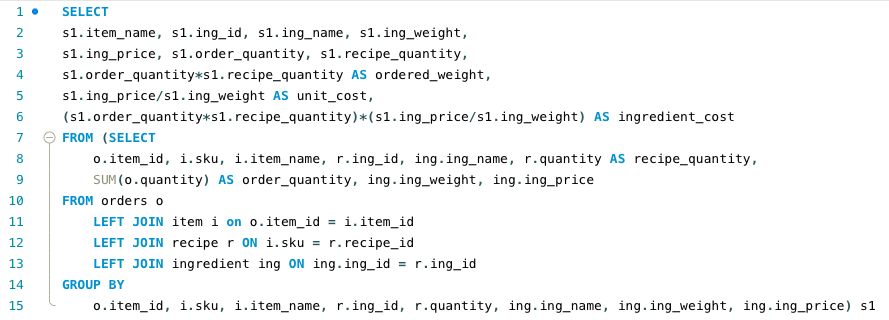 1 SELECT
2 s1.item_name, s1.ing_id, s1.ing_name, s1.ing_weight,
3 s1.ing_price, s1.order_quantity, s1.recipe_quantity,
4 s1.order_quantity*s1.recipe_quantity AS ordered_weight,
5 s1.ing_price/s1.ing_weight AS unit_cost,
6 (s1.order_quantity*s1.recipe_quantity)*(s1.ing_price/s1.ing_weight) AS ingredient_cost
7 FROM (SELECT
8 o.item_id, i.sku, i.item_name, r.ing_id, ing.ing_name, r.quantity AS recipe_quantity,
9 SUM(o.quantity) AS order_quantity, ing.ing_weight, ing.ing_price
10 FROM orders o
11 LEFT JOIN item i on o.item_id = i.item_id
12 LEFT JOIN recipe r ON i.sku = r.recipe_id
13 LEFT JOIN ingredient ing ON ing.ing_id = r.ing_id
14 GROUP BY
15 o.item_id, i.sku, i.item_name, r.ing_id, r.quantity, ing.ing_name, ing.ing_weight, ing.ing_price) s1